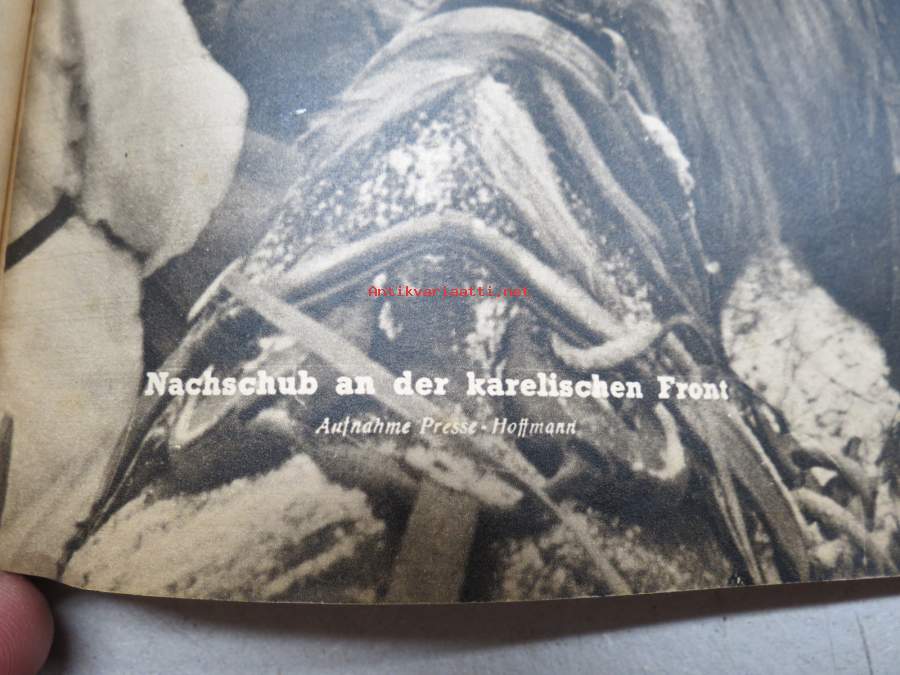 Antikvariaatti.net
Nachschub an der karelischen Front
Aufnahme Presse-Hoffmann